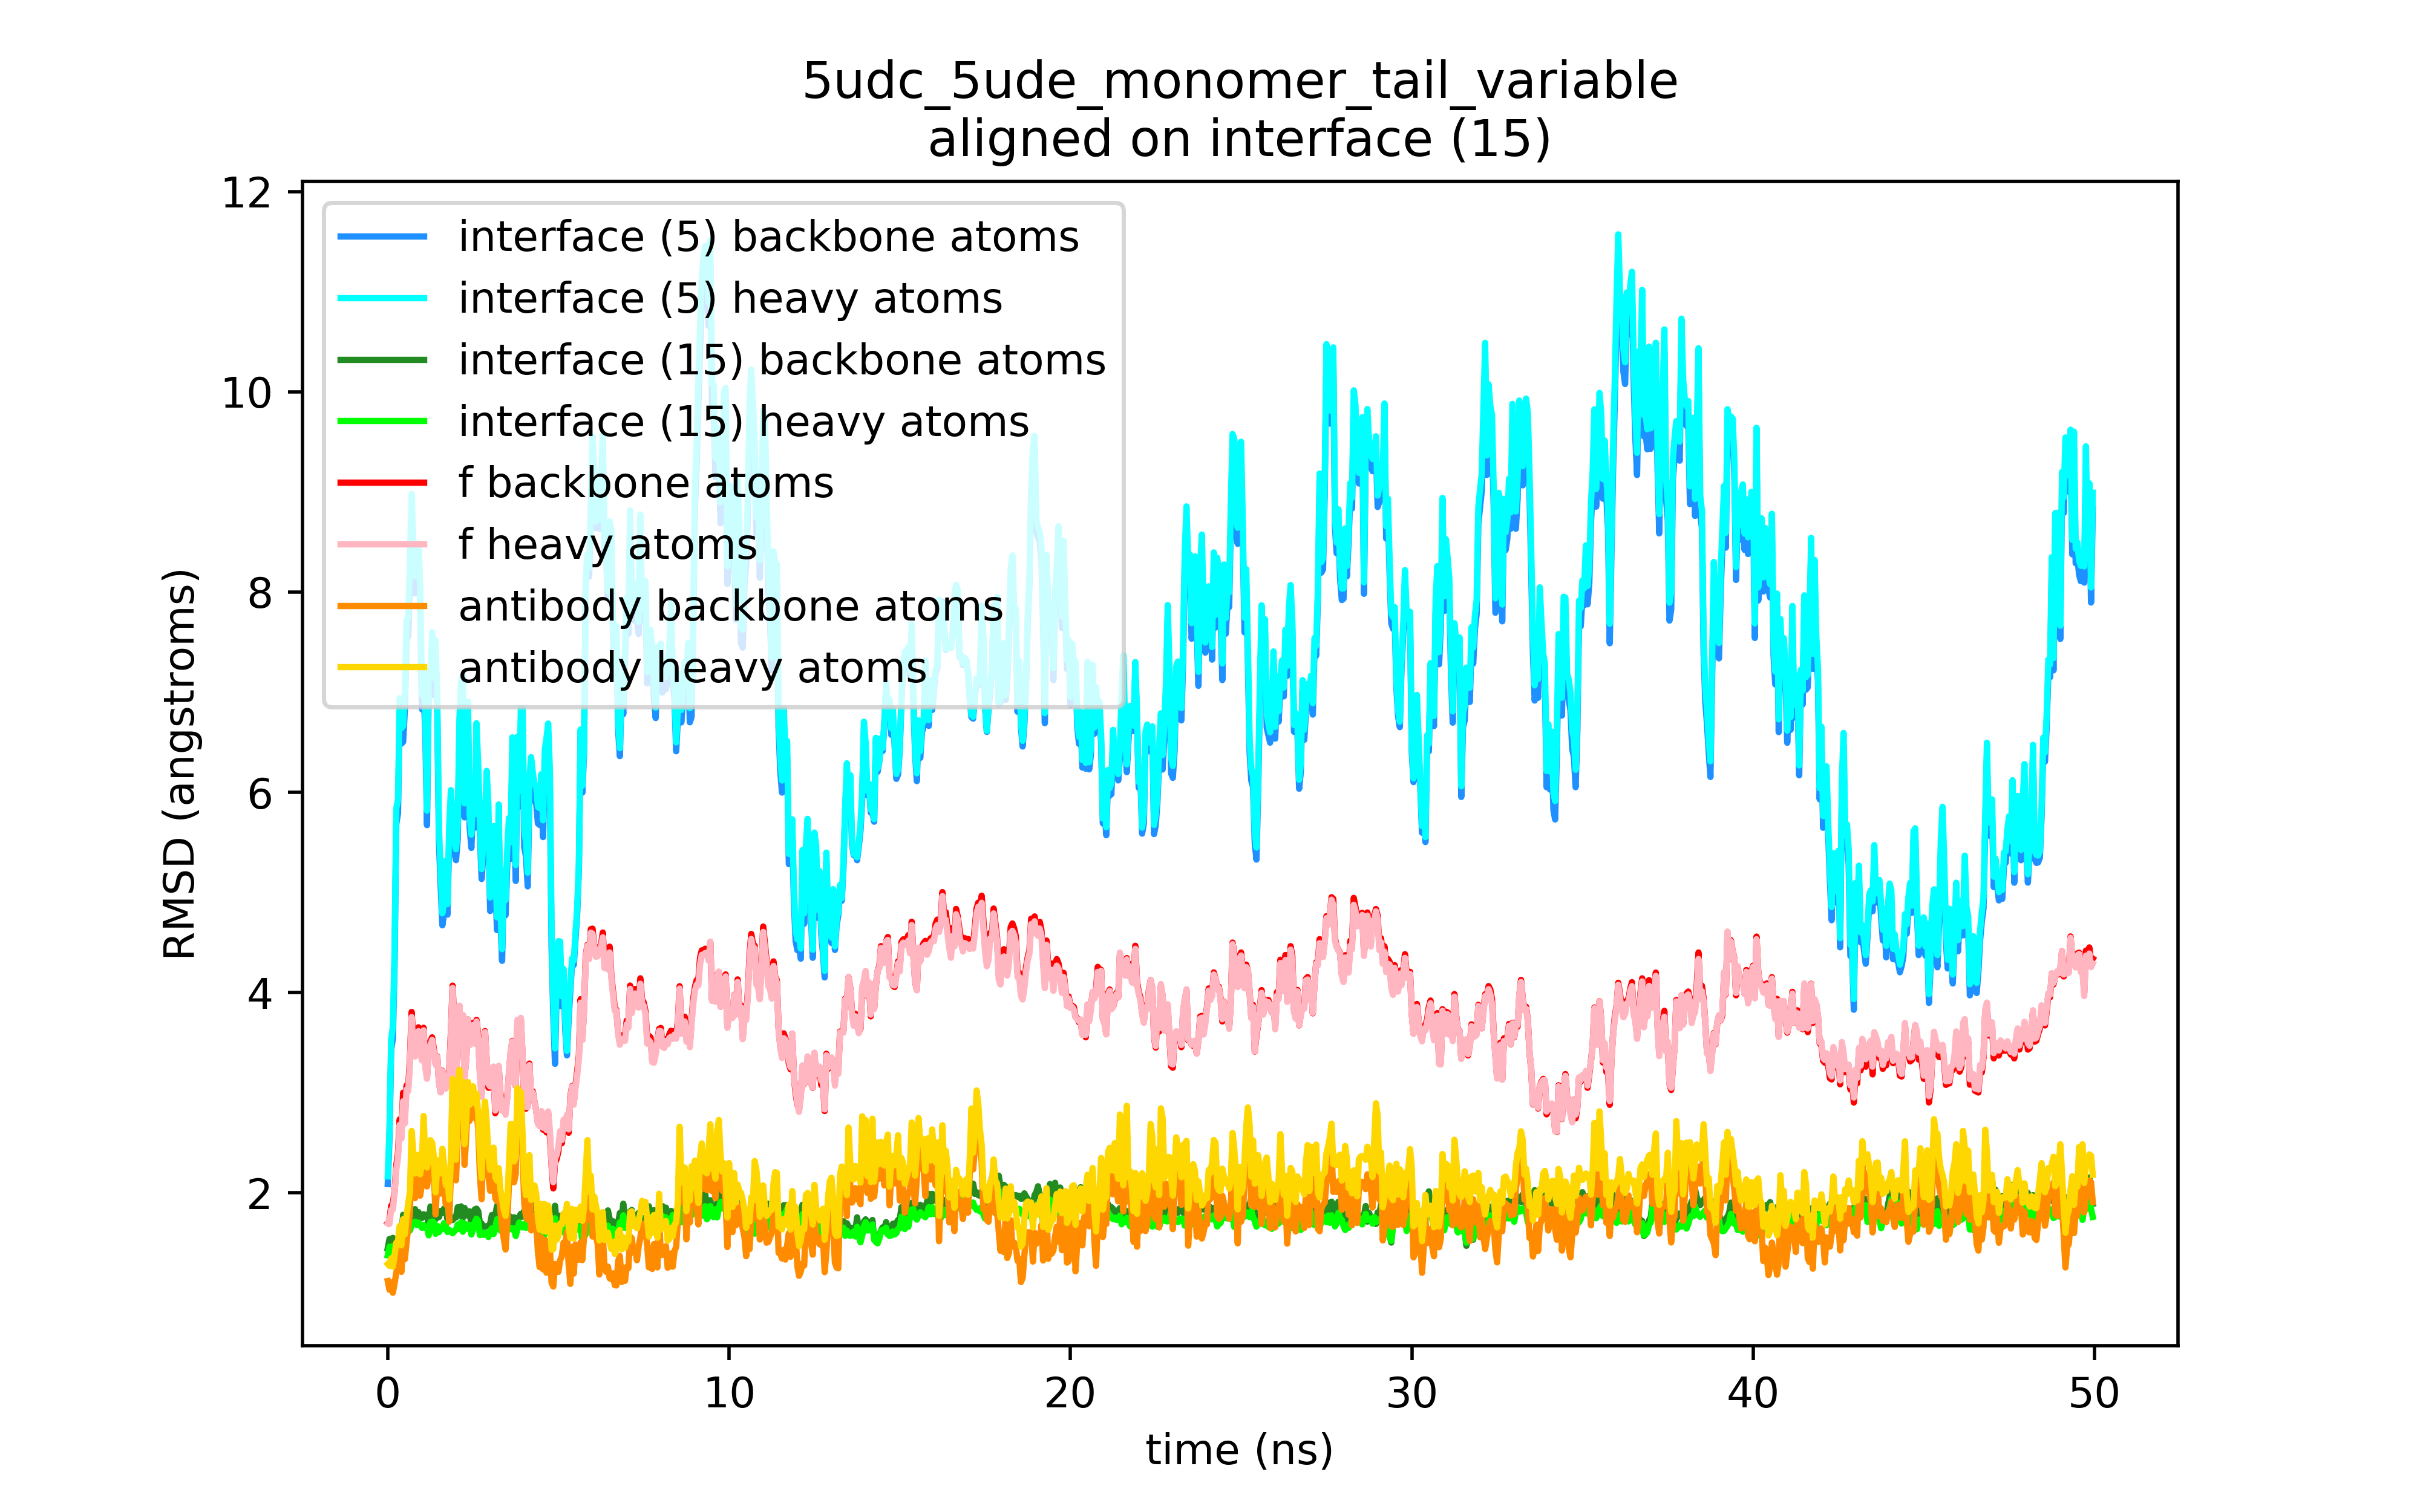 5udc_5ude_monomer_tail_variable
aligned on interface (15)
12
10
8
6
4
2
RMSD (angstroms)
interface (5) backbone atoms
interface (5) heavy atoms
interface (15) backbone atoms
interface (15) heavy atoms
f backbone atoms
f heavy atoms
antibody backbone atoms
antibody heavy atoms
0 10 20 30 40 50
time (ns)